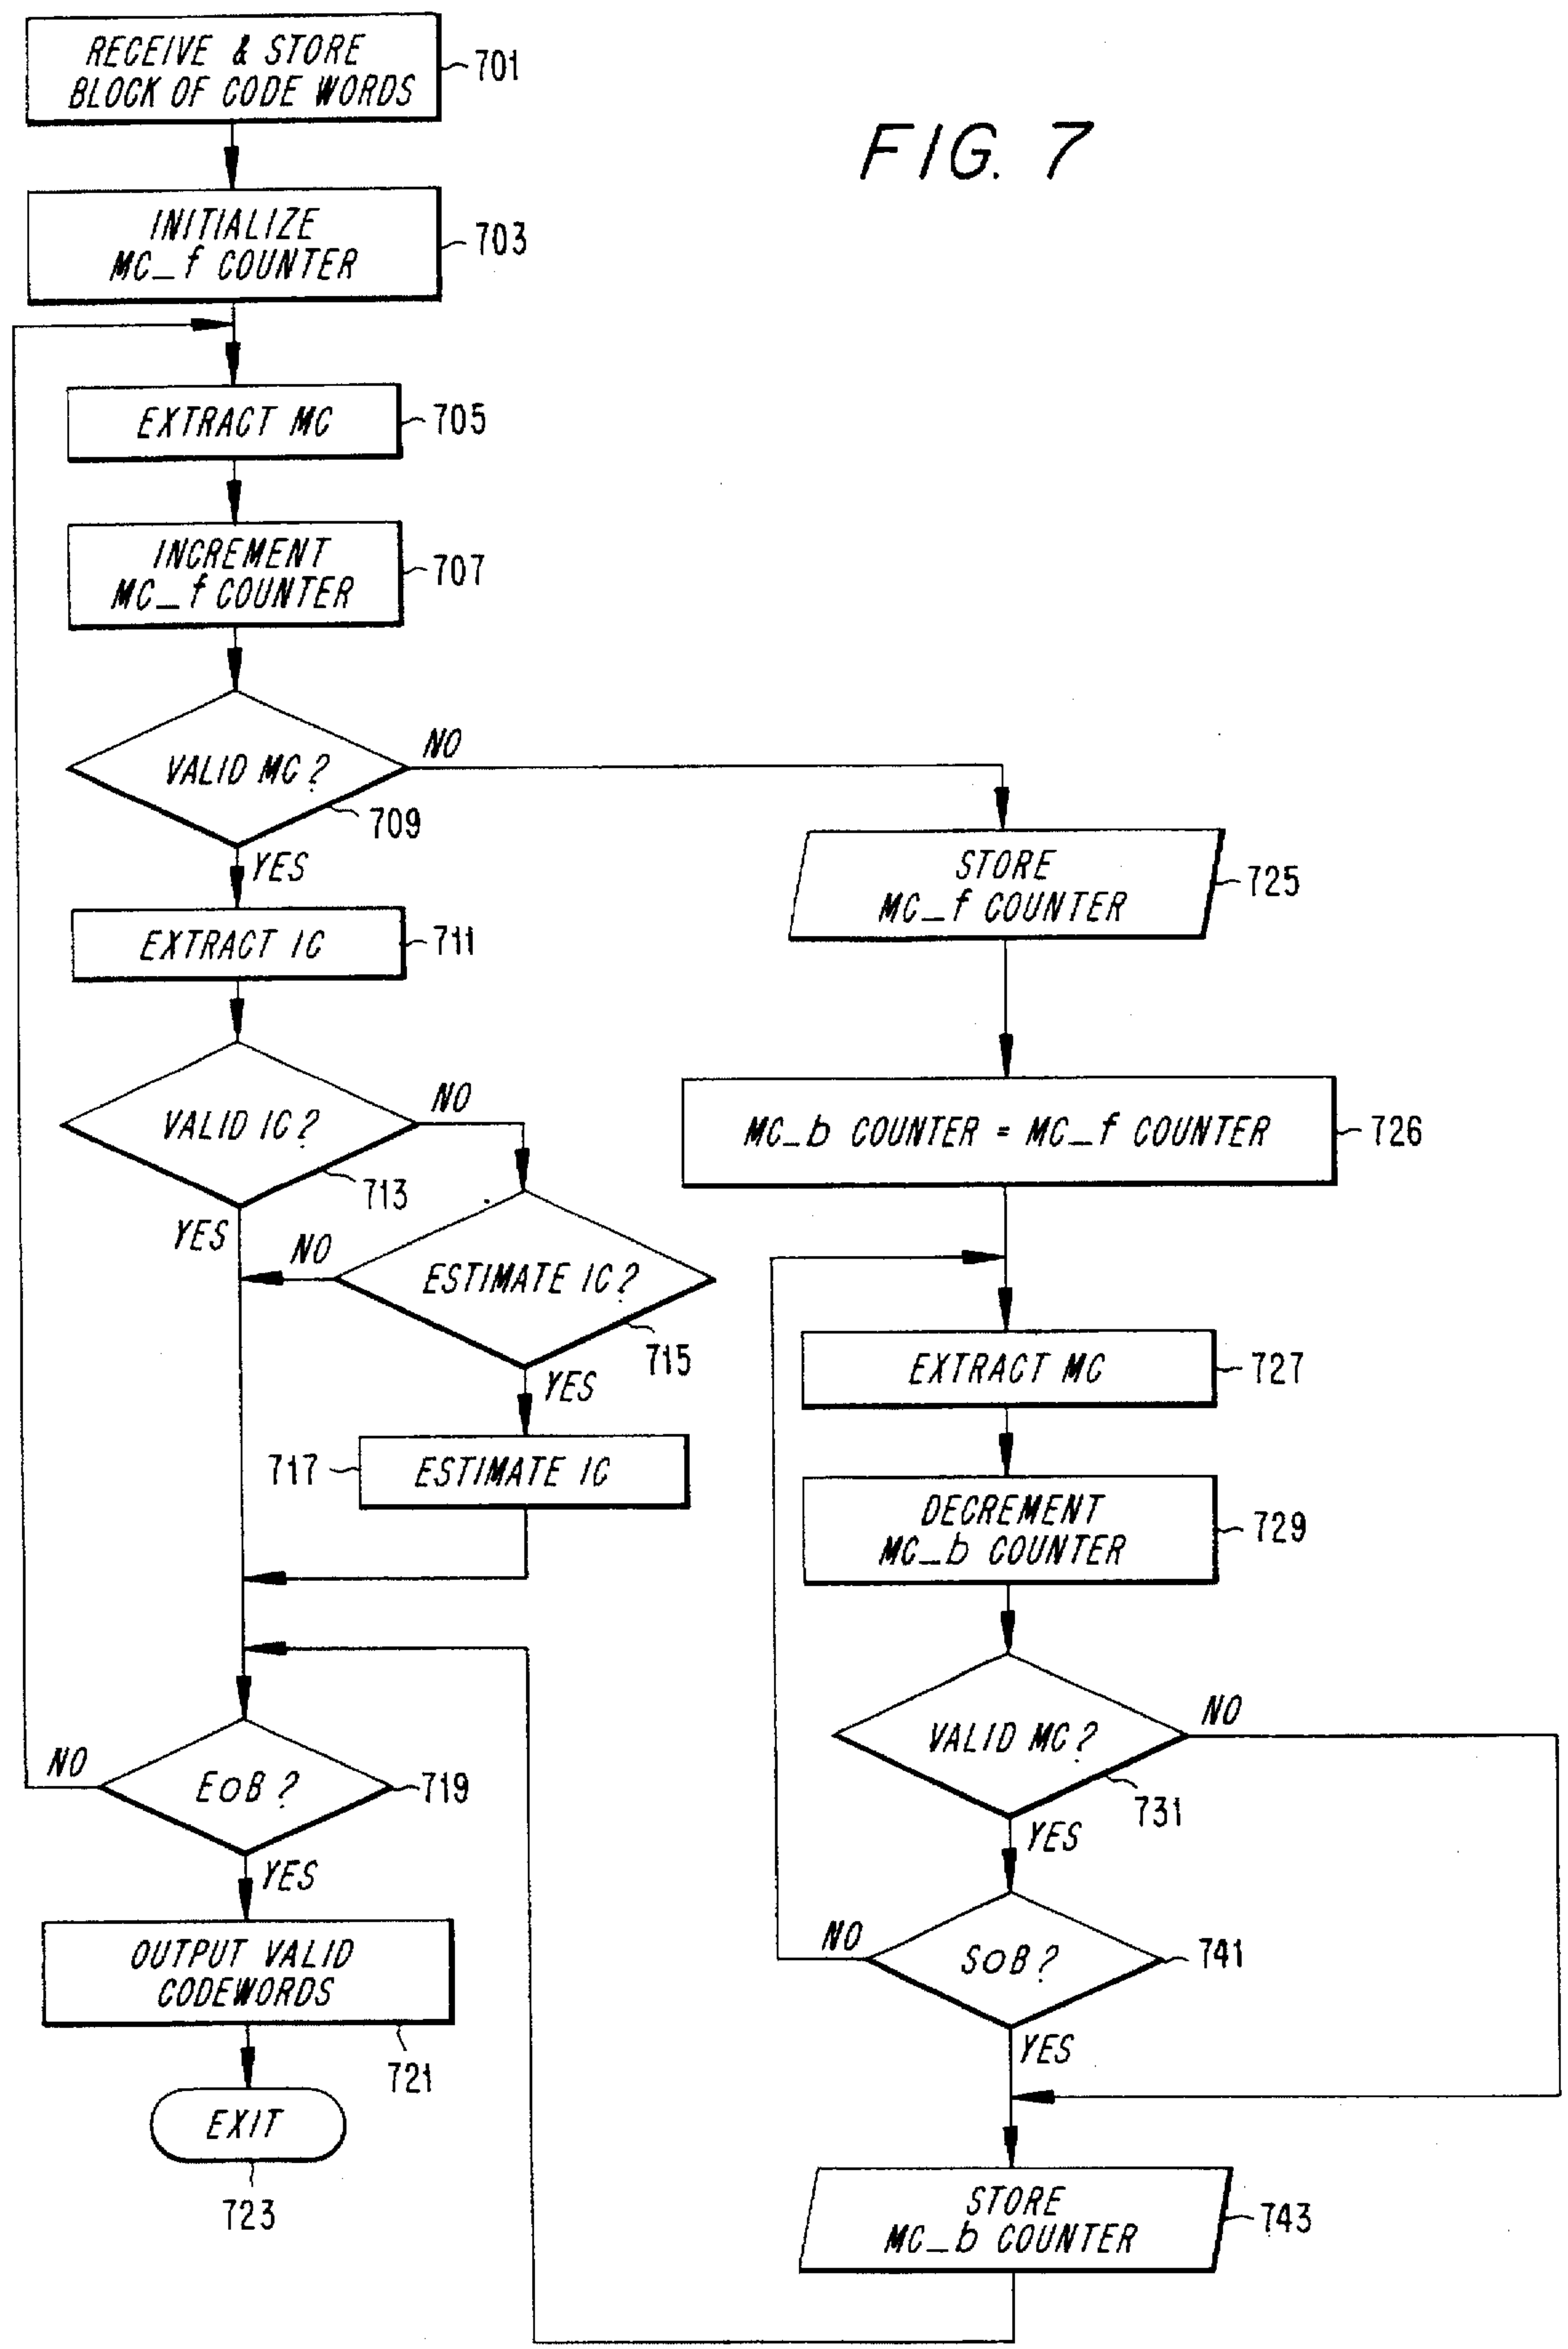 RECEIVE & STORE
BLOCK OF CODE WORDS
701
FIG. 7
INITIALIZE
MC_f COUNTER
703
EXTRACT MC
705
INCREMENT
MC_f COUNTER
707
VALID MC?
709
NO
YES
STORE
MC_f COUNTER
725
EXTRACT IC
711
MC_b COUNTER = MC_f COUNTER
726
VALID IC?
713
NO
YES
ESTIMATE IC?
715
NO
YES
ESTIMATE IC
717
EXTRACT MC
727
DECREMENT
MC_b COUNTER
729
VALID MC?
731
NO
YES
EOB?
719
NO
YES
SOB?
741
NO
YES
OUTPUT VALID
CODEWORDS
721
EXIT
723
STORE
MC_b COUNTER
743